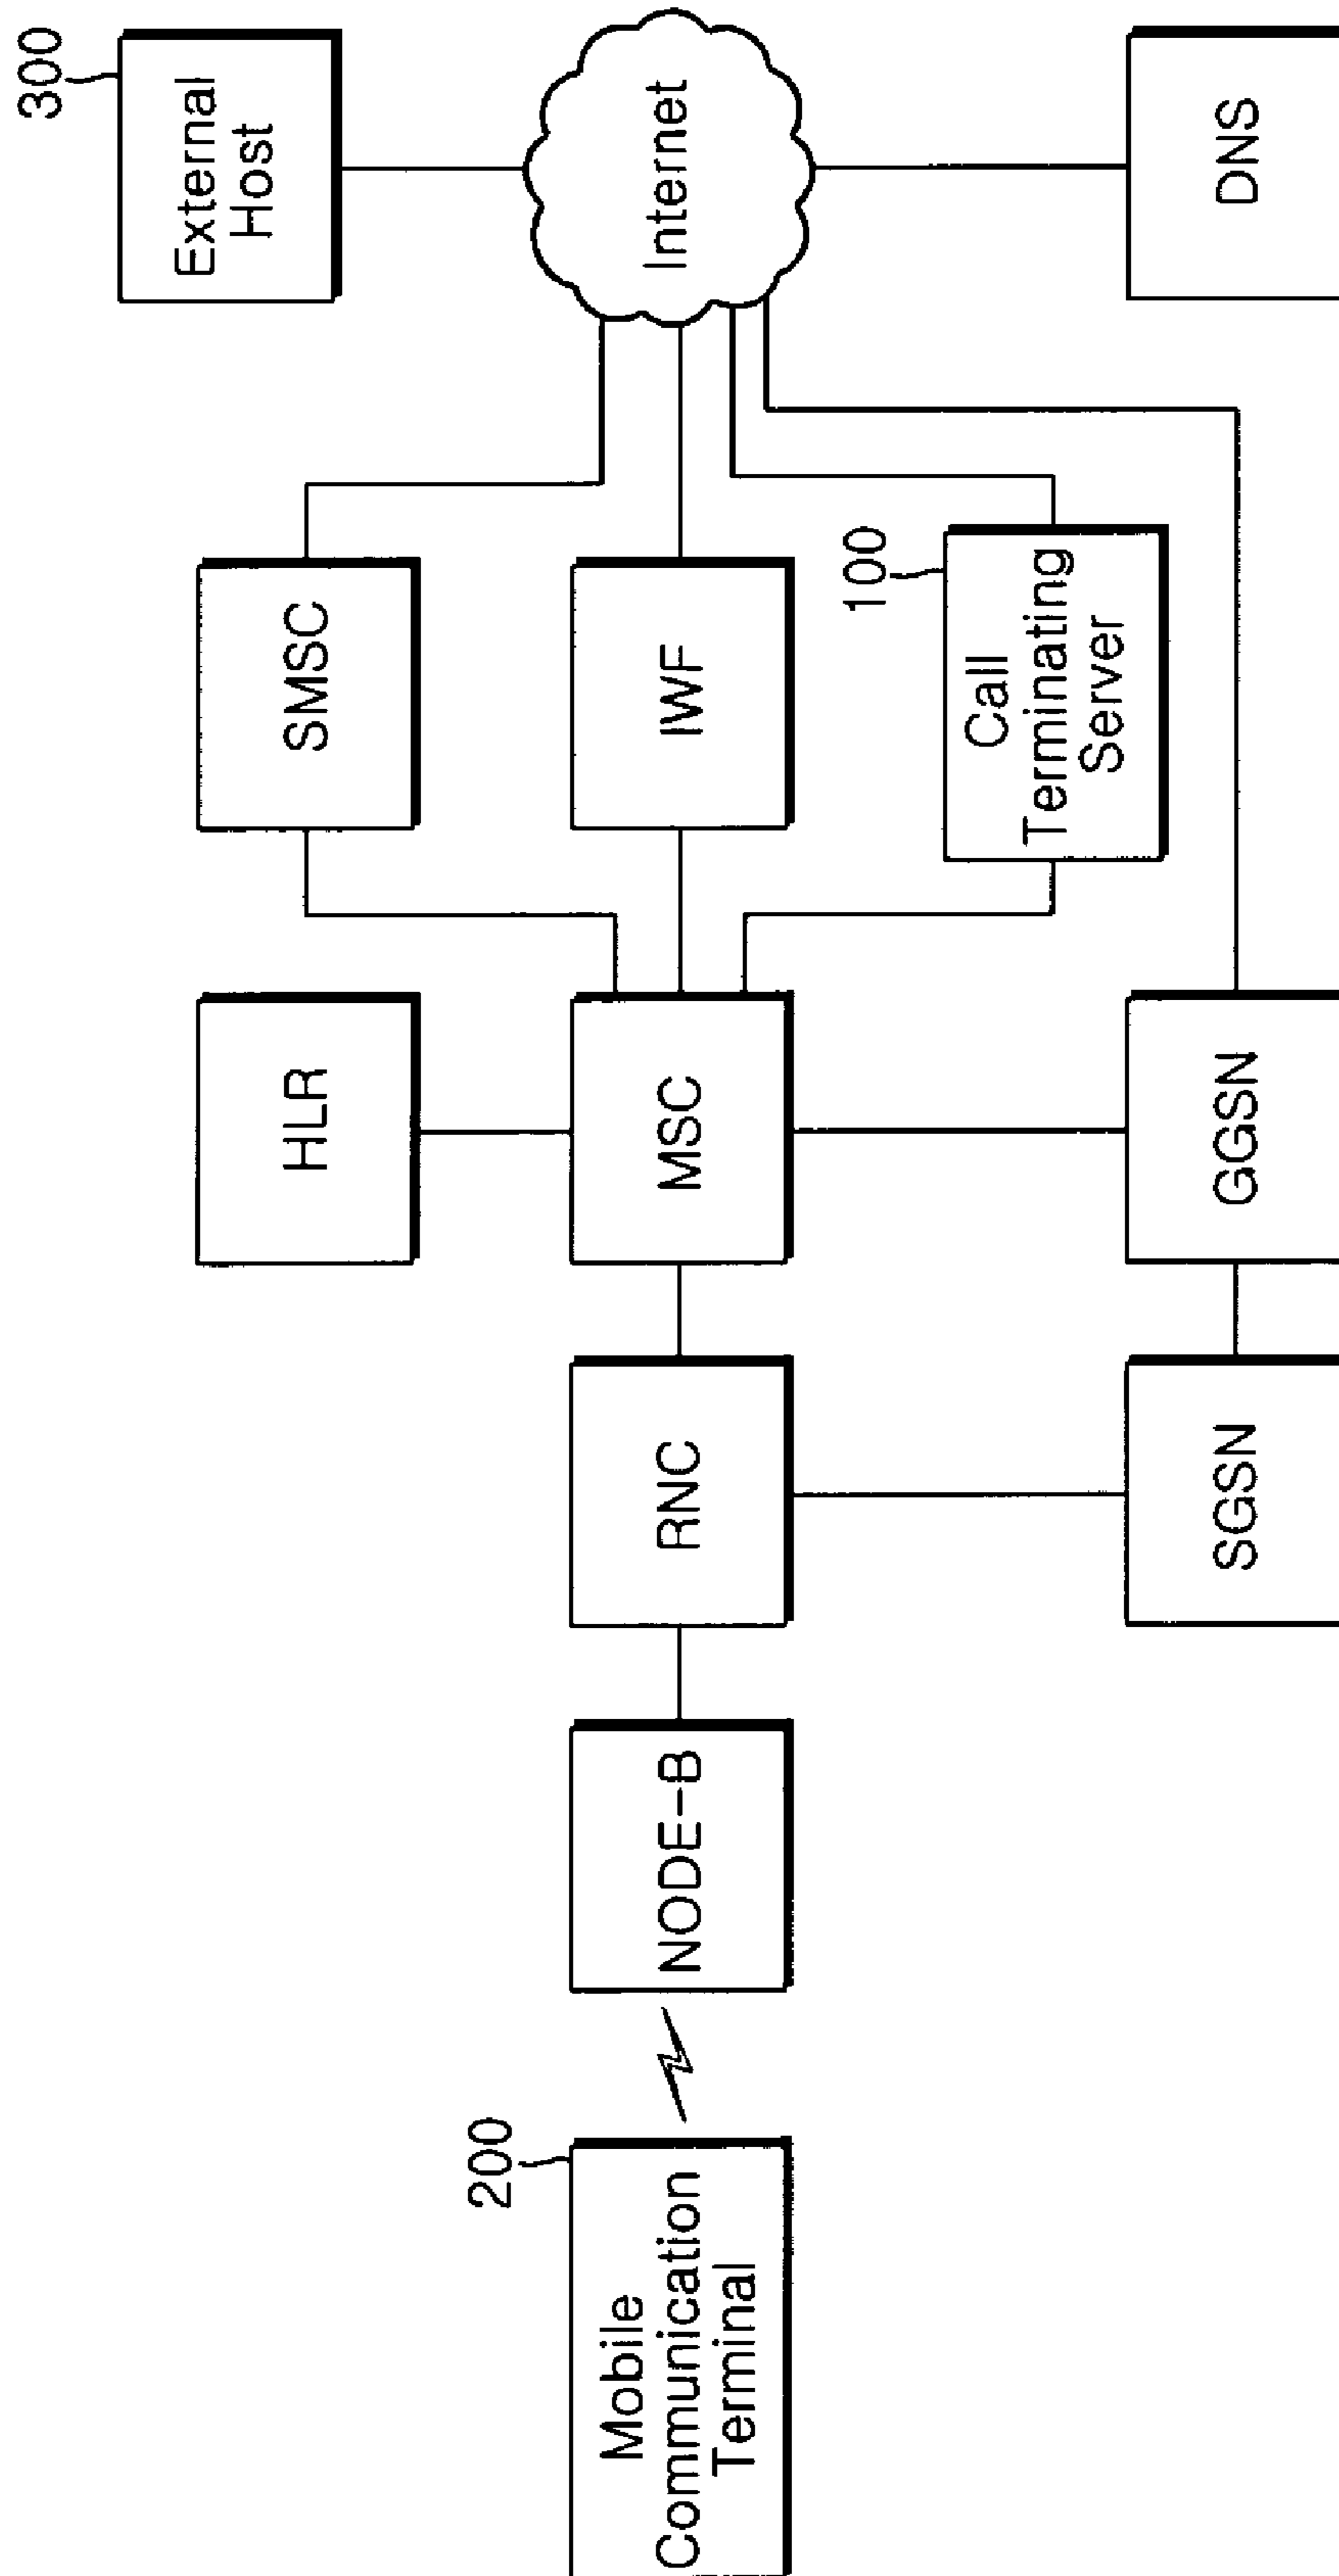 300
External
Host
Internet
DNS
SMSC
IWF
100
Call
Terminating
Server
HLR
MSC
GGSN
RNC
SGSN
NODE-B
200
Mobile
Communication
Terminal